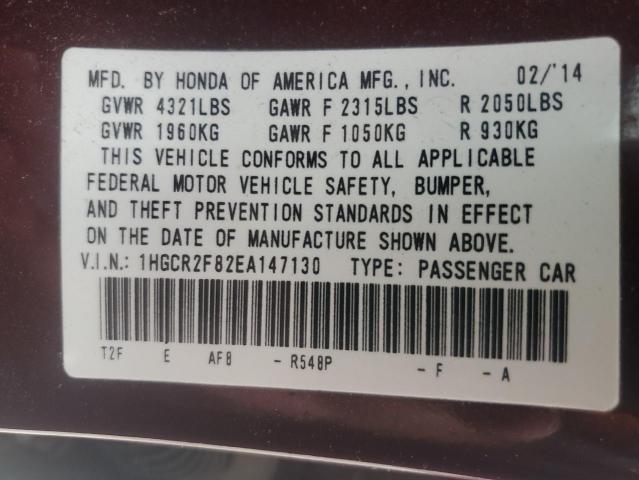 MFD. BY HONDA OF AMERICA MFG., INC. 02/'14
GVWR 4321LBS GAWR F 2315LBS R 2050LBS
GVWR 1960KG GAWR F 1050KG R 930KG
THIS VEHICLE CONFORMS TO ALL APPLICABLE
FEDERAL MOTOR VEHICLE SAFETY, BUMPER,
AND THEFT PREVENTION STANDARDS IN EFFECT
ON THE DATE OF MANUFACTURE SHOWN ABOVE.
V.I.N.: 1HGCR2F82EA147130 TYPE: PASSENGER CAR
T2F E AF8 - R548P - F - A